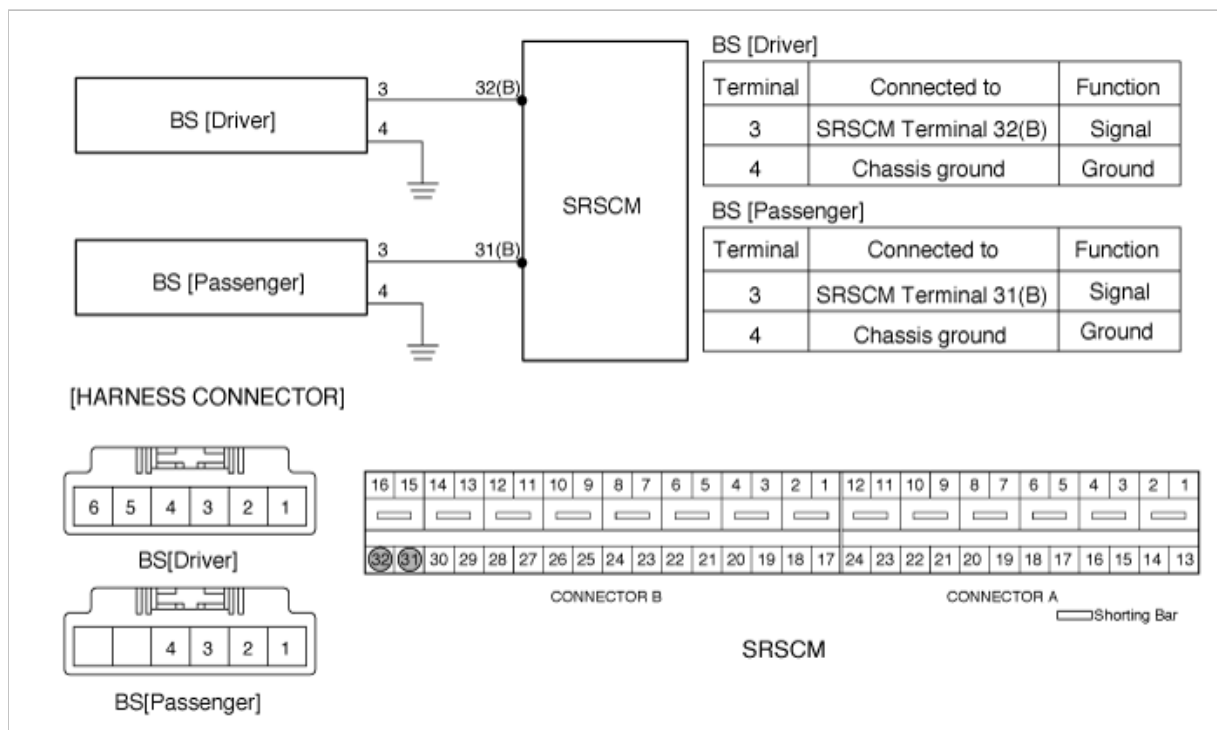 BS [Driver]
3
4
32(B)
BS [Passenger]
3
4
31(B)
SRSCM
BS [Driver]
Terminal Connected to Function
3 SRSCM Terminal 32(B) Signal
4 Chassis ground Ground
BS [Passenger]
Terminal Connected to Function
3 SRSCM Terminal 31(B) Signal
4 Chassis ground Ground
[HARNESS CONNECTOR]
6 5 4 3 2 1
BS[Driver]
4 3 2 1
BS[Passenger]
16 15 14 13 12 11 10 9 8 7 6 5 4 3 2 1 12 11 10 9 8 7 6 5 4 3 2 1
32 31 30 29 28 27 26 25 24 23 22 21 20 19 18 17 24 23 22 21 20 19 18 17 16 15 14 13
CONNECTOR B CONNECTOR A
Shorting Bar
SRSCM